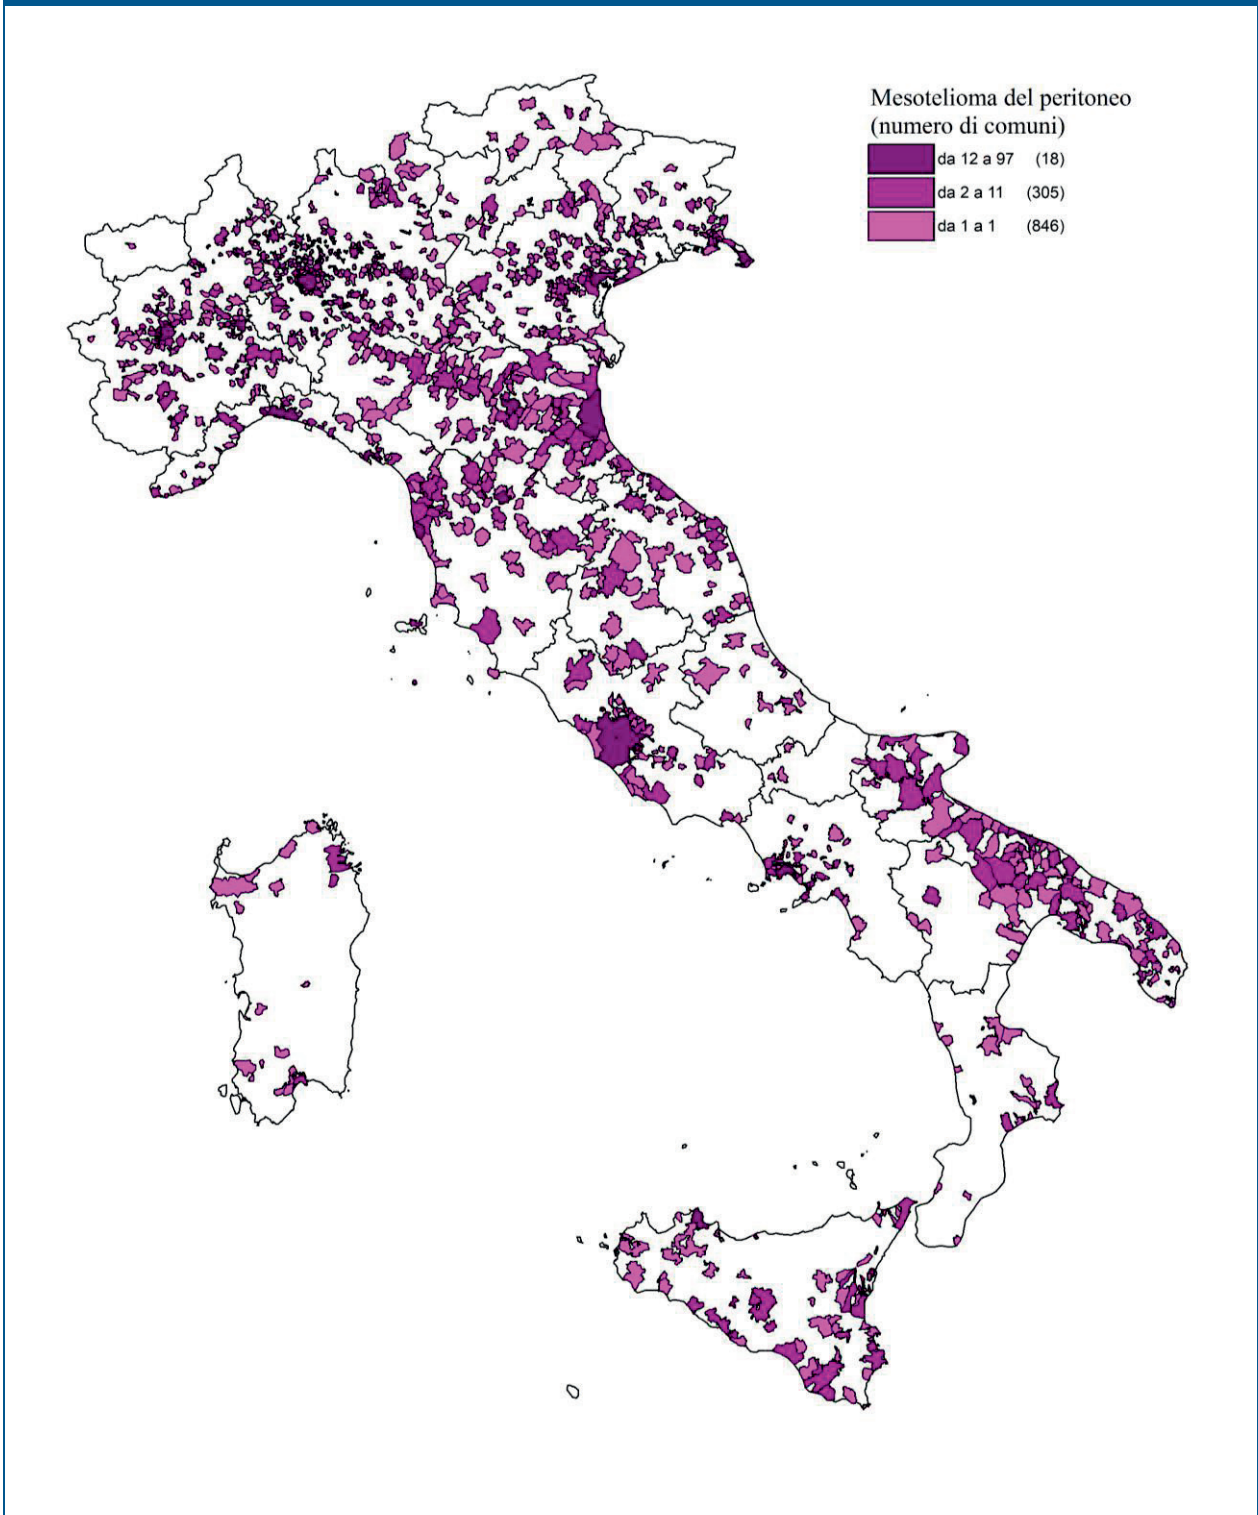 Mesotelioma del peritoneo
(numero di comuni)
da 12 a 97 (18)
da 2 a 11 (305)
da 1 a 1 (846)